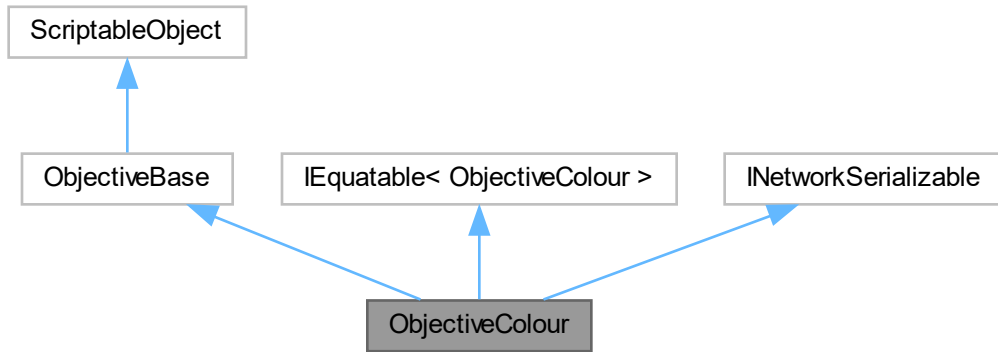 ScriptableObject
ObjectiveBase
IEquatable< ObjectiveColour >
INetworkSerializable
ObjectiveColour